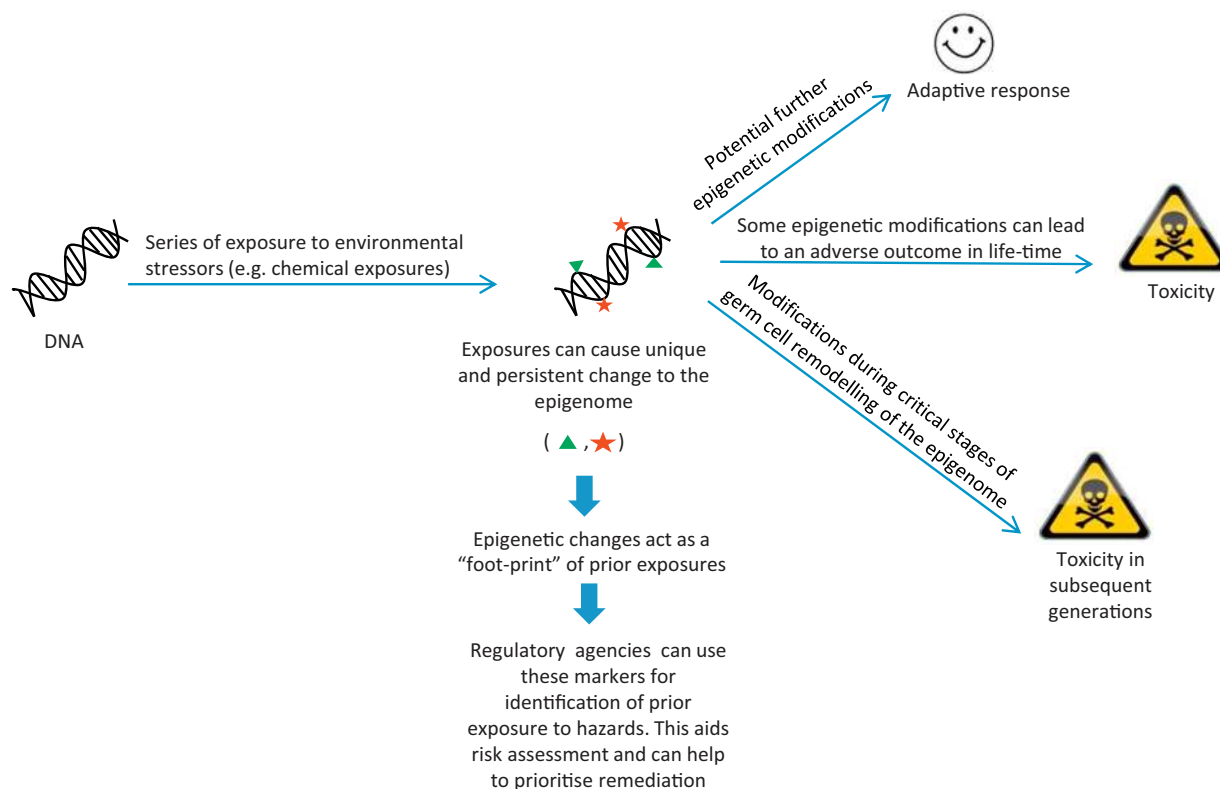 Adaptive response
Potential further
epigenetic modifications
Series of exposure to environmental
stressors (e.g. chemical exposures)
DNA
Some epigenetic modifications can lead
to an adverse outcome in life-time
Toxicity
Modifications during critical stages of
germ cell remodelling of the epigenome
Toxicity in
subsequent
generations
Exposures can cause unique
and persistent change to the
epigenome
( , )
Epigenetic changes act as a
“foot-print” of prior exposures
Regulatory agencies can use
these markers for
identification of prior
exposure to hazards. This aids
risk assessment and can help
to prioritise remediation